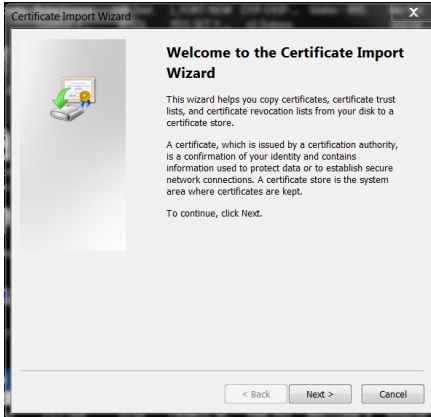 Certificate Import Wizard
X
Welcome to the Certificate Import
Wizard
This wizard helps you copy certificates, certificate trust
lists, and certificate revocation lists from your disk to a
certificate store.
A certificate, which is issued by a certification authority,
is a confirmation of your identity and contains
information used to protect data or to establish secure
network connections. A certificate store is the system
area where certificates are kept.
To continue, click Next.
< Back Next > Cancel